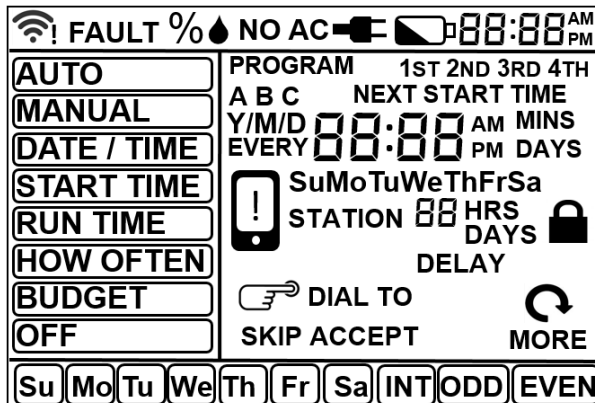 ! FAULT % NO AC 88:88 AM PM
AUTO
MANUAL
DATE / TIME
START TIME
RUN TIME
HOW OFTEN
BUDGET
OFF
PROGRAM 1ST 2ND 3RD 4TH
A B C NEXT START TIME
Y/M/D 88:88 AM MINS
EVERY PM DAYS
SuMoTuWeThFrSa
! STATION 88 HRS
DAYS
DELAY
DIAL TO
SKIP ACCEPT MORE
Su Mo Tu We Th Fr Sa INT ODD EVEN